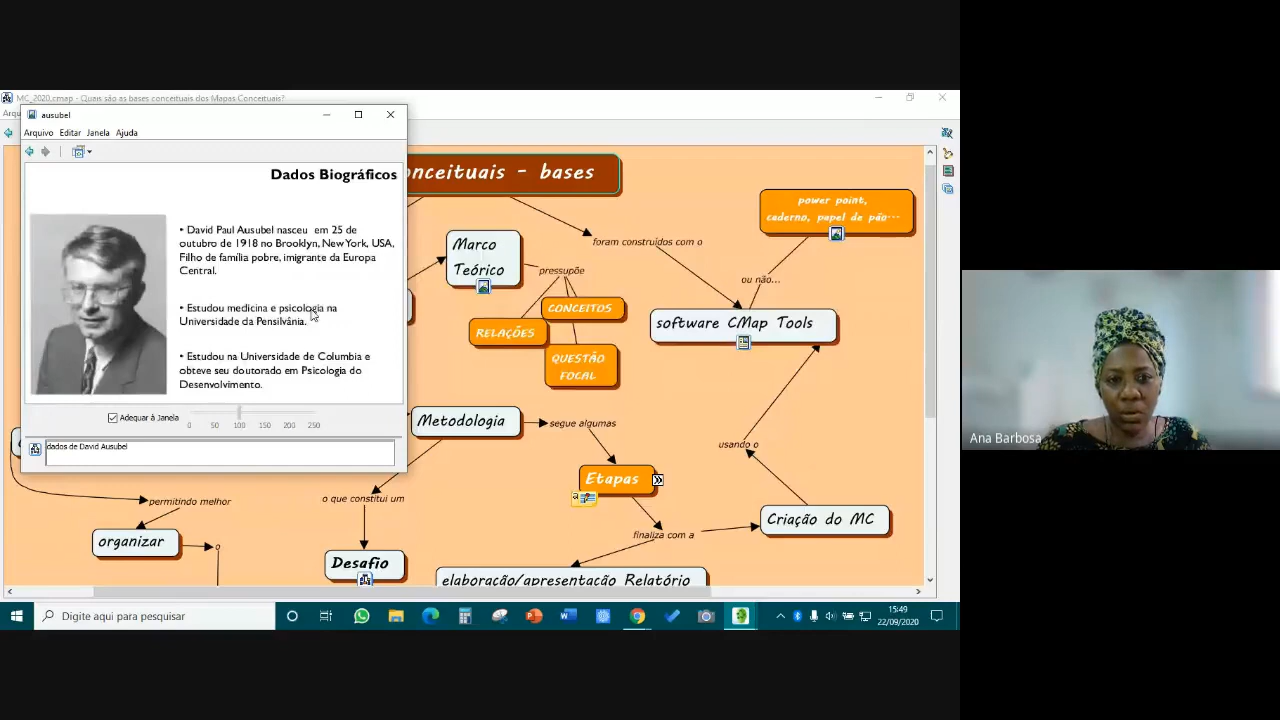 MC_2020.cmap - Quais são as bases conceituais dos Mapas Conceituais?
ausubel
Arquivo Editar Janela Ajuda
Dados Biográficos
• David Paul Ausubel nasceu em 25 de
outubro de 1918 no Brooklyn, New York, USA,
Filho de família pobre, imigrante da Europa
Central.
• Estudou medicina e psicologia na
Universidade da Pensilvânia.
• Estudou na Universidade de Columbia e
obteve seu doutorado em Psicologia do
Desenvolvimento.
Adequar à Janela
0 50 100 150 200 250
dados de David Ausubel
onceituais - bases
power point,
caderno, papel de pão...
Marco
Teórico
foram construídos com o
pressupõe
ou não...
CONCEITOS
RELAÇÕES
software CMap Tools
QUESTÃO
FOCAL
Metodologia
segue algumas
usando o
Etapas
permitindo melhor
o que constitui um
Criação do MC
finaliza com a
organizar
o
Desafio
elaboração/apresentação Relatório
Ana Barbosa
Digite aqui para pesquisar
15:49
22/09/2020